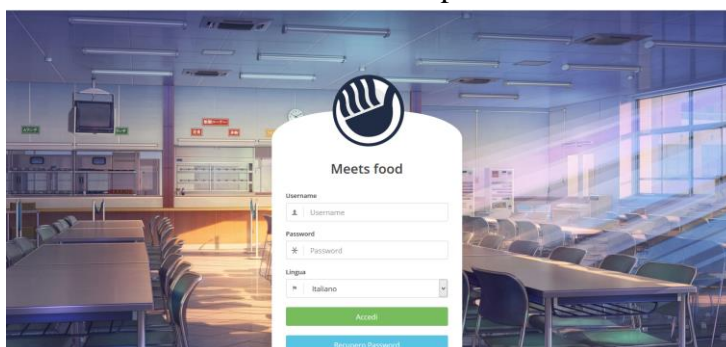 Meets food
Username
Username
Password
Password
Lingua
Italiano
Accedi
Recupero Password